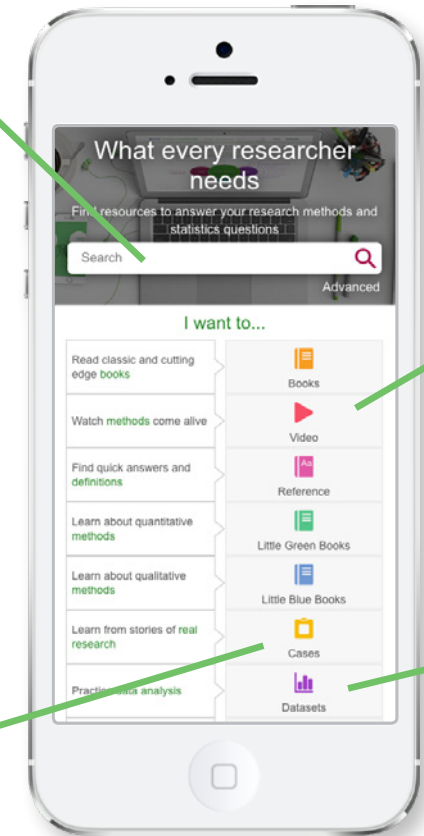 What every researcher
needs
Find resources to answer your research methods and
statistics questions
Search
Advanced
I want to...
Read classic and cutting
edge books
Books
Watch methods come alive
Video
Find quick answers and
definitions
Aa
Reference
Learn about quantitative
methods
Little Green Books
Learn about qualitative
methods
Little Blue Books
Learn from stories of real
research
Cases
Practice data analysis
Datasets